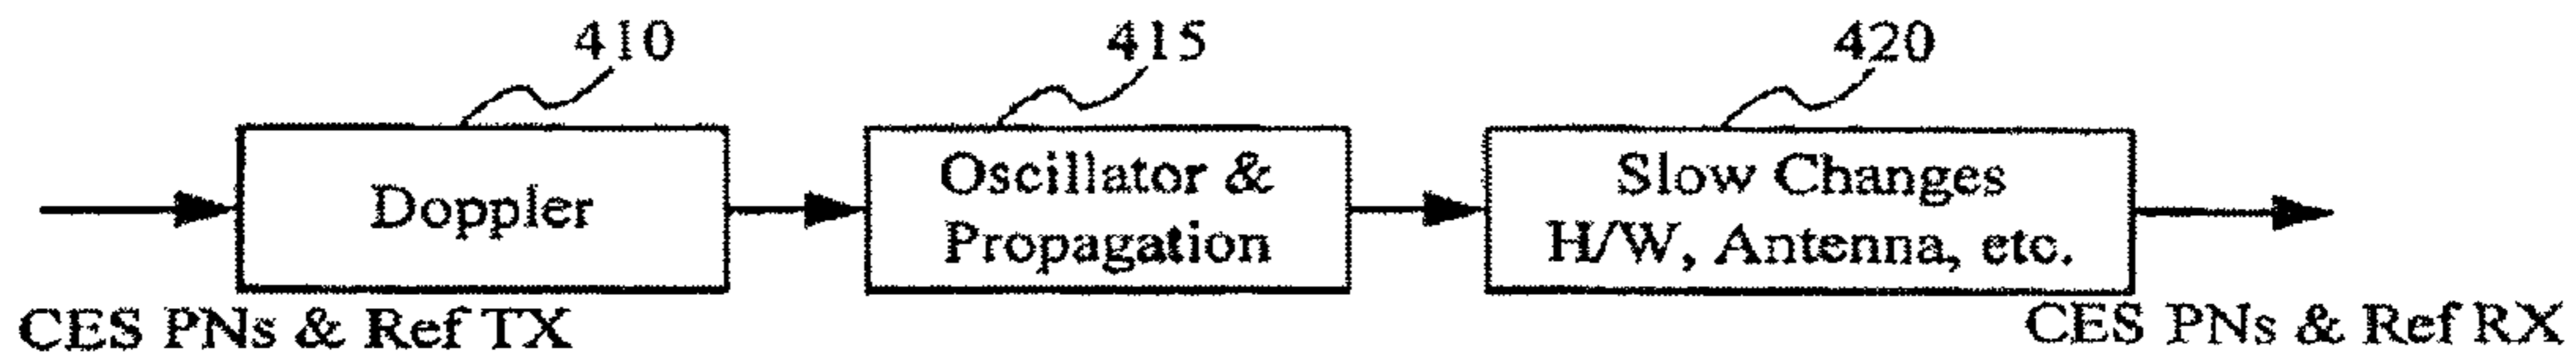 410
415
420
Doppler
Oscillator &
Propagation
Slow Changes
H/W, Antenna, etc.
CES PNs & Ref TX
CES PNs & Ref RX